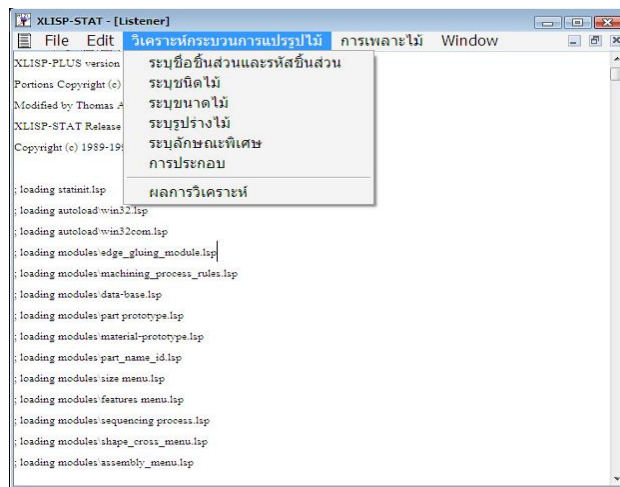 XLISP-STAT - [Listener]
File Edit วิเคราะห์กระบวนการแปรรูปไม้ การเพลาะไม้ Window
XLISP-PLUS version
Portions Copyright (c)
Modified by Thomas A
XLISP-STAT Release
Copyright (c) 1989-199
ระบุชื่อชิ้นส่วนและรหัสชิ้นส่วน
ระบุชนิดไม้
ระบุขนาดไม้
ระบุรูปร่างไม้
ระบุลักษณะพิเศษ
การประกอบ
ผลการวิเคราะห์
; loading statinit.lsp
; loading autoload\win32.lsp
; loading autoload\win32com.lsp
; loading modules\edge_gluing_module.lsp
; loading modules\machining_process_rules.lsp
; loading modules\data-base.lsp
; loading modules\part prototype.lsp
; loading modules\material-prototype.lsp
; loading modules\part_name_id.lsp
; loading modules\size menu.lsp
; loading modules\features menu.lsp
; loading modules\sequencing process.lsp
; loading modules\shape_cross_menu.lsp
; loading modules\assembly_menu.lsp